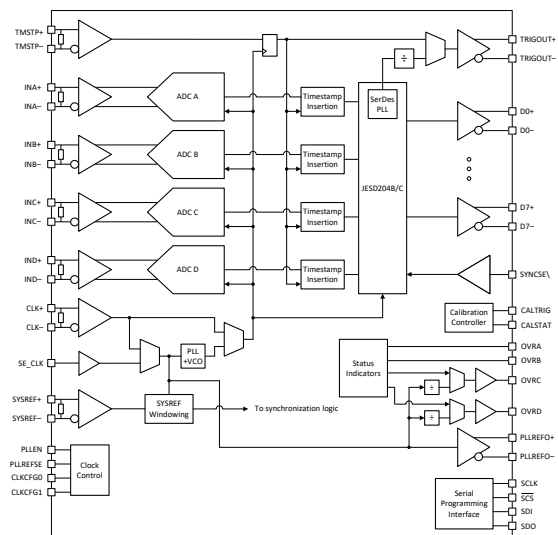 TMSTP+
TMSTP−
INA+
INA−
INB+
INB−
INC+
INC−
IND+
IND−
CLK+
CLK−
SE_CLK
SYSREF+
SYSREF−
PLLEN
PLLREFSE
CLKCFG0
CLKCFG1
ADC A
ADC B
ADC C
ADC D
PLL
+VCO
SYSREF
Windowing
To synchronization logic
Clock
Control
Timestamp
Insertion
Timestamp
Insertion
Timestamp
Insertion
Timestamp
Insertion
SerDes
PLL
JESD204B/C
÷
Status
Indicators
÷
÷
Calibration
Controller
Serial
Programming
Interface
TRIGOUT+
TRIGOUT−
D0+
D0−
D7+
D7−
SYNCSE\
CALTRIG
CALSTAT
OVRA
OVRB
OVRC
OVRD
PLLREFO+
PLLREFO−
SCLK
SCS
SDI
SDO